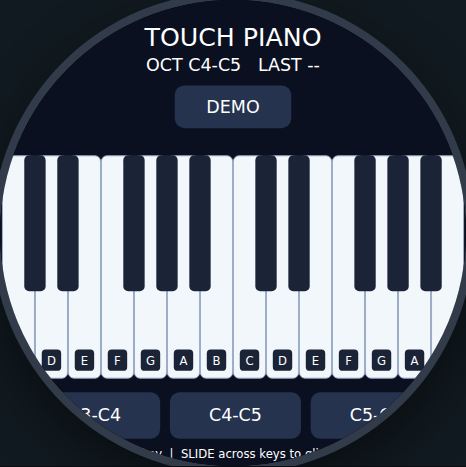 TOUCH PIANO
OCT C4-C5 LAST --
DEMO
D E F G A B C D E F G A
C4-C5
| SLIDE across keys to